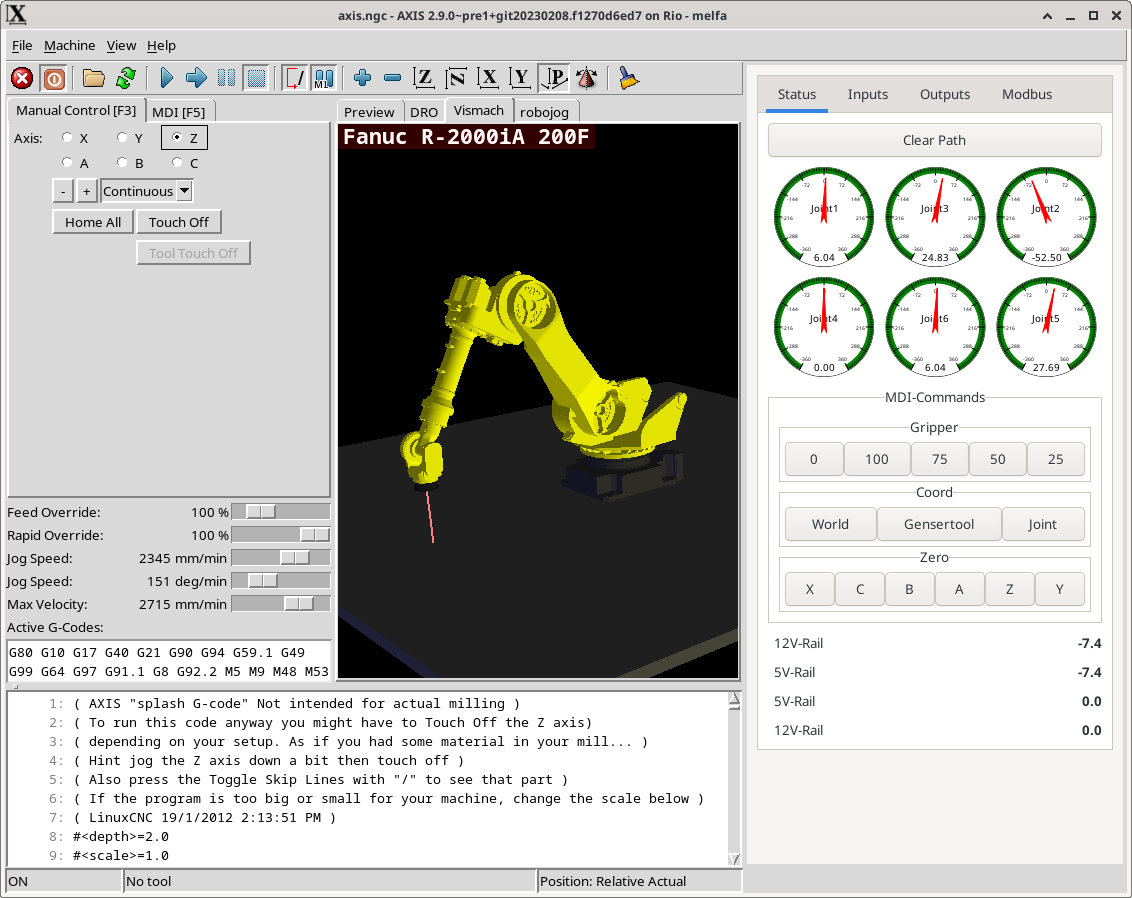 axis.ngc - AXIS 2.9.0~pre1+git20230208.f1270d6ed7 on Rio - melfa
File Machine View Help
Manual Control [F3] MDI [F5]
Axis: X Y Z
A B C
- + Continuous
Home All Touch Off
Tool Touch Off
Feed Override: 100 %
Rapid Override: 100 %
Jog Speed: 2345 mm/min
Jog Speed: 151 deg/min
Max Velocity: 2715 mm/min
Active G-Codes:
G80 G10 G17 G40 G21 G90 G94 G59.1 G49
G99 G64 G97 G91.1 G8 G92.2 M5 M9 M48 M53
Preview DRO Vismach robojog
Fanuc R-2000iA 200F
Status Inputs Outputs Modbus
Clear Path
Joint1 Joint3 Joint2
6.04 24.83 -52.50
Joint4 Joint6 Joint5
0.00 6.04 27.69
MDI-Commands
Gripper
0 100 75 50 25
Coord
World Gensertool Joint
Zero
X C B A Z Y
12V-Rail -7.4
5V-Rail -7.4
5V-Rail 0.0
12V-Rail 0.0
1: ( AXIS "splash G-code" Not intended for actual milling )
2: ( To run this code anyway you might have to Touch Off the Z axis)
3: ( depending on your setup. As if you had some material in your mill... )
4: ( Hint jog the Z axis down a bit then touch off )
5: ( Also press the Toggle Skip Lines with "/" to see that part )
6: ( If the program is too big or small for your machine, change the scale below )
7: ( LinuxCNC 19/1/2012 2:13:51 PM )
8: #<depth>=2.0
9: #<scale>=1.0
ON No tool Position: Relative Actual